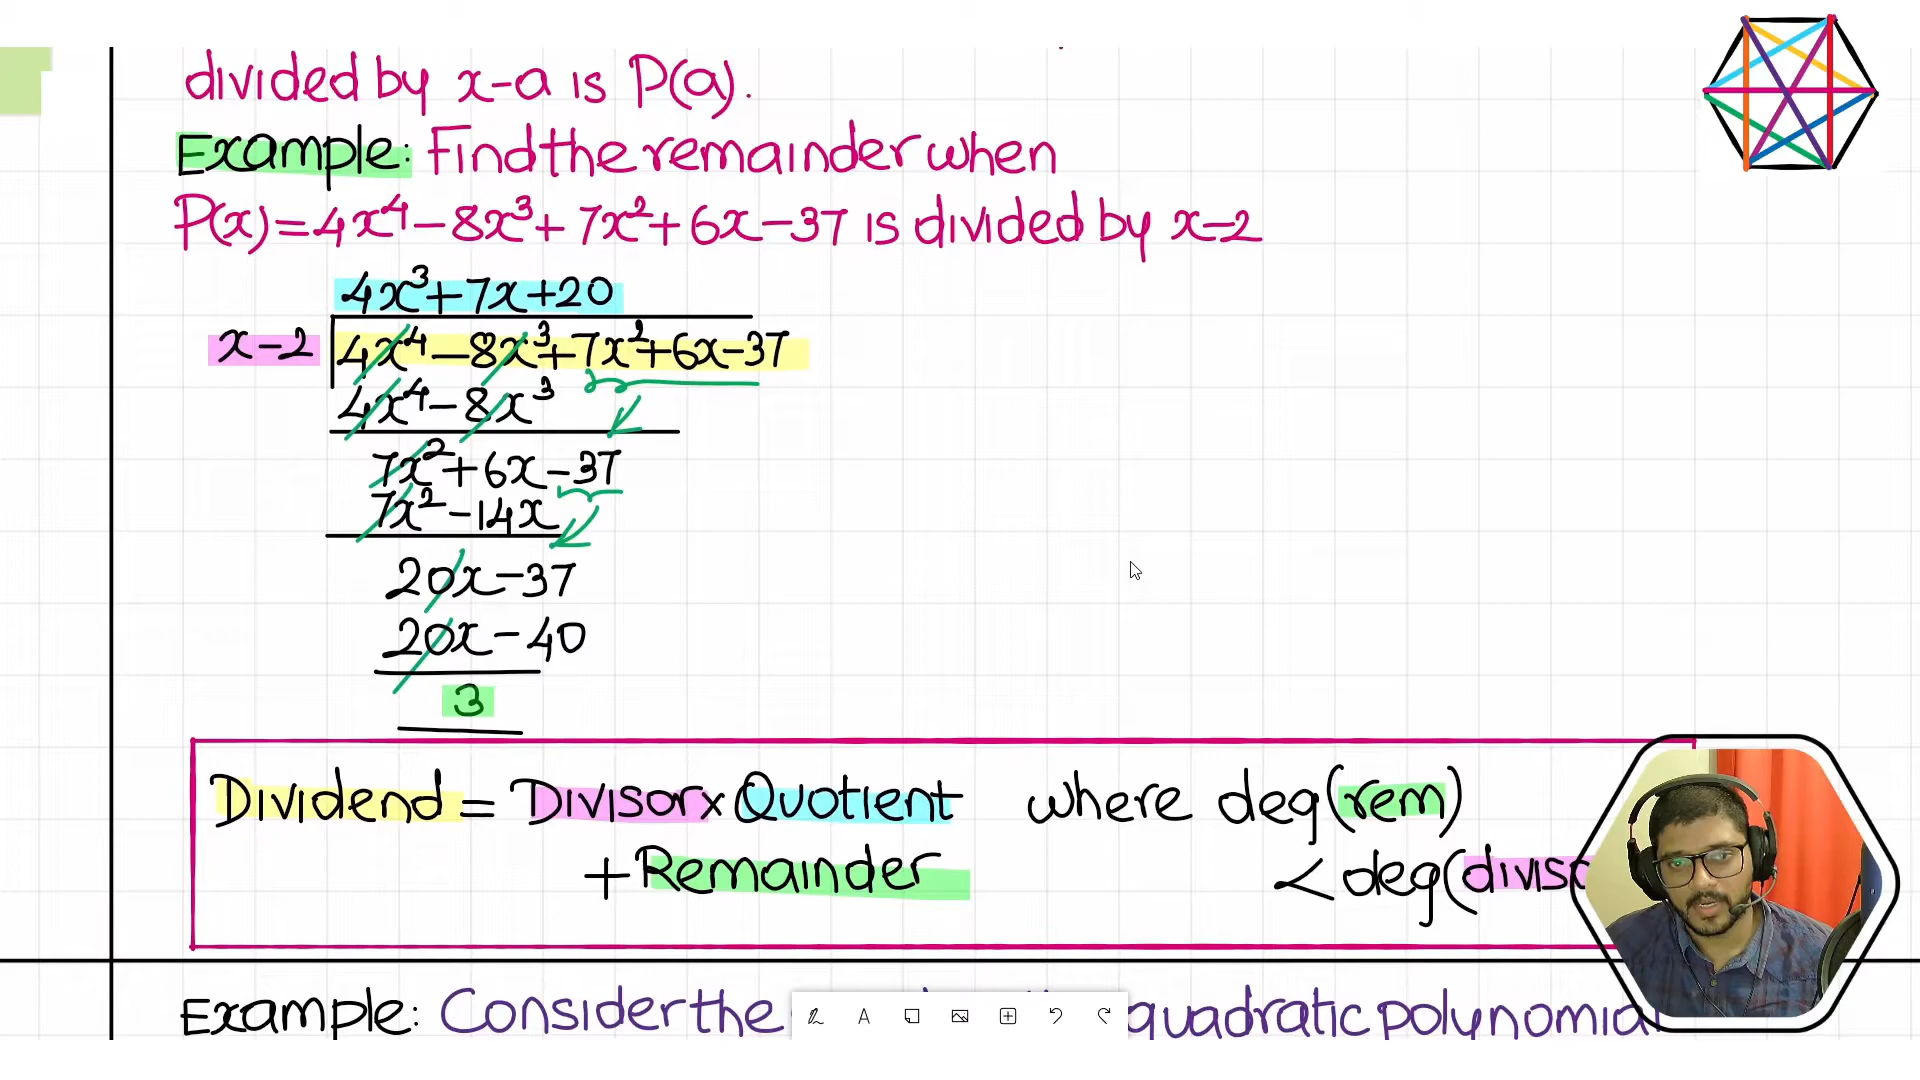 divided by x-a is P(a).
Example: Find the remainder when
P(x) = 4x⁴ - 8x³ + 7x² + 6x - 37 is divided by x-2
4x³ + 7x + 20
x - 2
4x⁴ - 8x³ + 7x² + 6x - 37
4x⁴ - 8x³
7x² + 6x - 37
7x² - 14x
20x - 37
20x - 40
3
Dividend = Divisor x Quotient where deg(rem)
+ Remainder < deg(
Example: Consider the quadratic polynomial
A